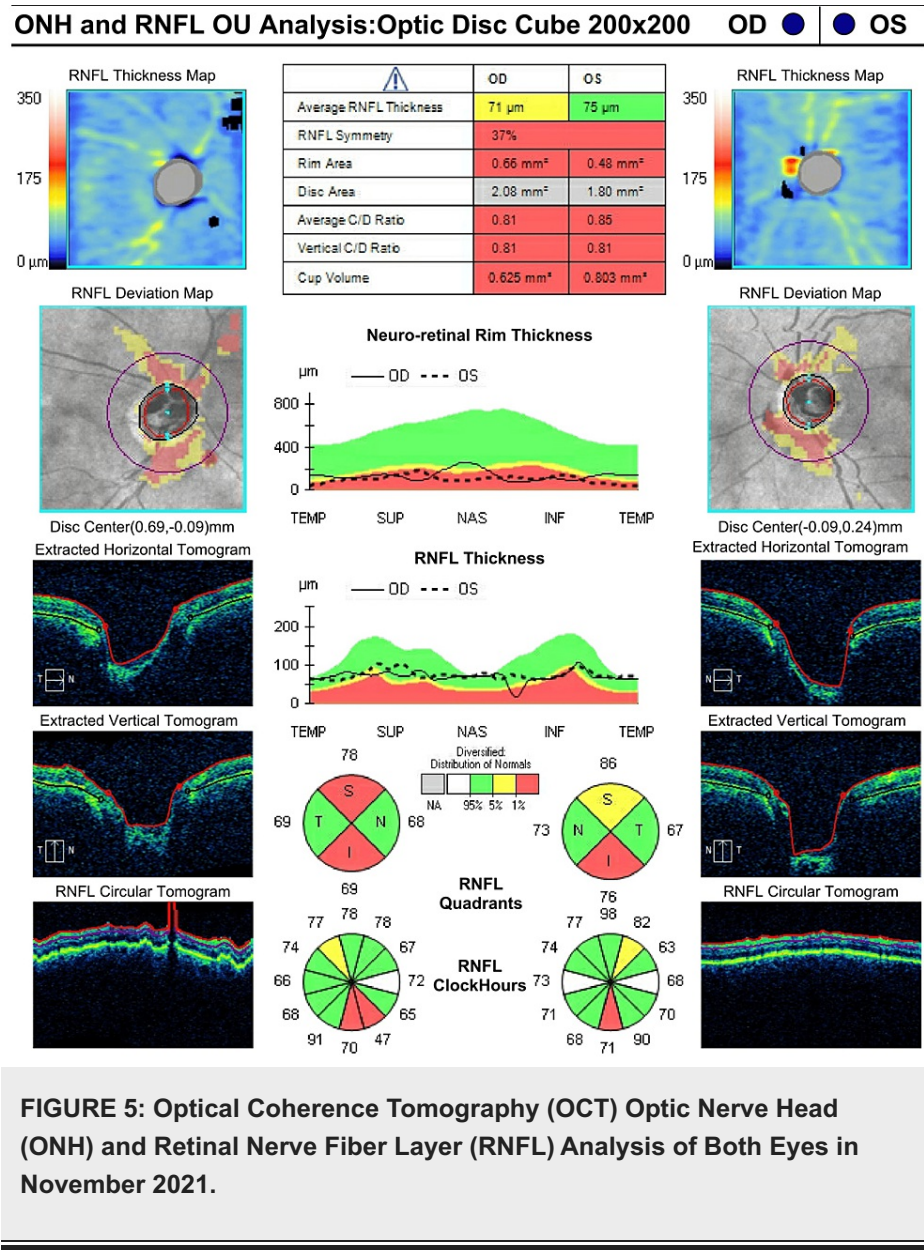 ONH and RNFL OU Analysis:Optic Disc Cube 200x200 OD OS
RNFL Thickness Map
350
175
0 µm
OD OS
Average RNFL Thickness 71 µm 75 µm
RNFL Symmetry 37%
Rim Area 0.66 mm² 0.48 mm²
Disc Area 2.08 mm² 1.80 mm²
Average C/D Ratio 0.81 0.85
Vertical C/D Ratio 0.81 0.81
Cup Volume 0.625 mm³ 0.803 mm³
RNFL Thickness Map
350
175
0 µm
RNFL Deviation Map
Disc Center(0.69,-0.09)mm
RNFL Deviation Map
Disc Center(-0.09,0.24)mm
Neuro-retinal Rim Thickness
µm OD OS
800
400
0
TEMP SUP NAS INF TEMP
Extracted Horizontal Tomogram
T N
Extracted Horizontal Tomogram
N T
RNFL Thickness
µm OD OS
200
100
0
TEMP SUP NAS INF TEMP
Extracted Vertical Tomogram
T N
Extracted Vertical Tomogram
N T
Diversified:
Distribution of Normals
NA 95% 5% 1%
78
69 T S N I 68
69
86
73 N S T I 67
76
RNFL
Quadrants
RNFL Circular Tomogram
RNFL Circular Tomogram
RNFL
ClockHours
78
77 78
74 67
66 72
68 65
91 47
70
98
77 82
74 63
73 68
71 70
68 90
71
FIGURE 5: Optical Coherence Tomography (OCT) Optic Nerve Head
(ONH) and Retinal Nerve Fiber Layer (RNFL) Analysis of Both Eyes in
November 2021.